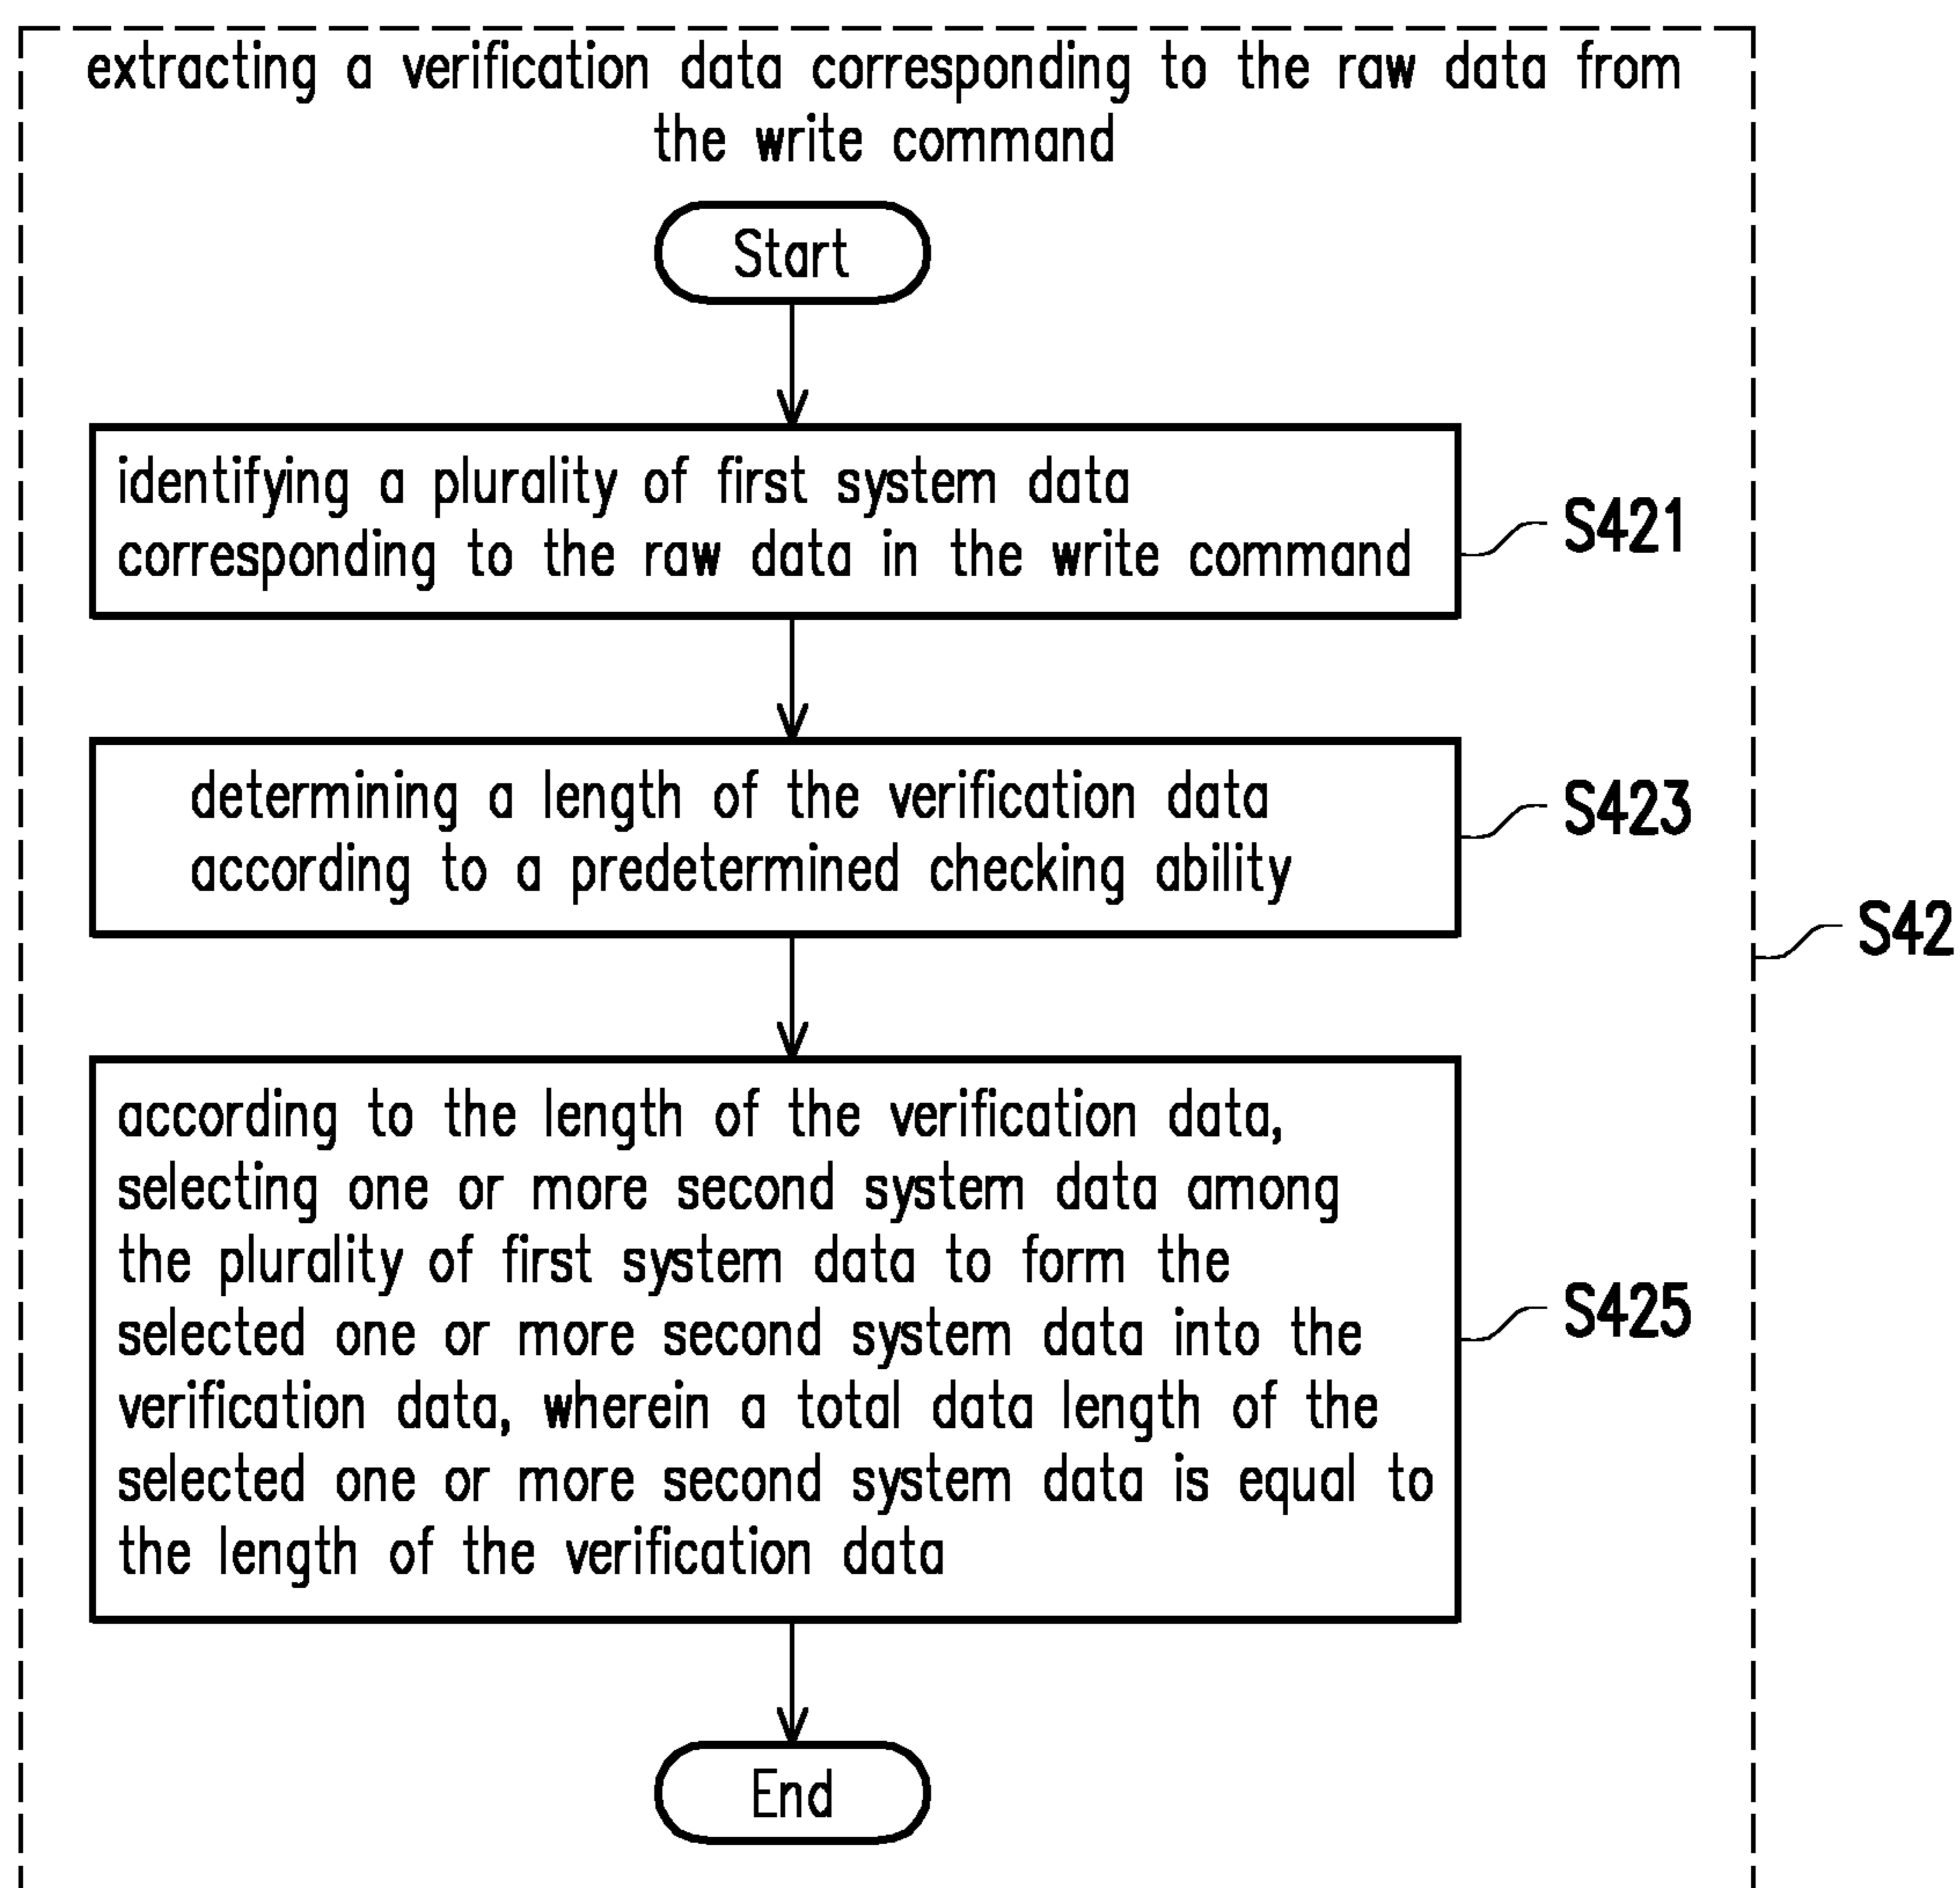 extracting a verification data corresponding to the raw data from
the write command
Start
identifying a plurality of first system data
corresponding to the raw data in the write command
S421
determining a length of the verification data
according to a predetermined checking ability
S423
S42
according to the length of the verification data,
selecting one or more second system data among
the plurality of first system data to form the
selected one or more second system data into the
verification data, wherein a total data length of the
selected one or more second system data is equal to
the length of the verification data
S425
End